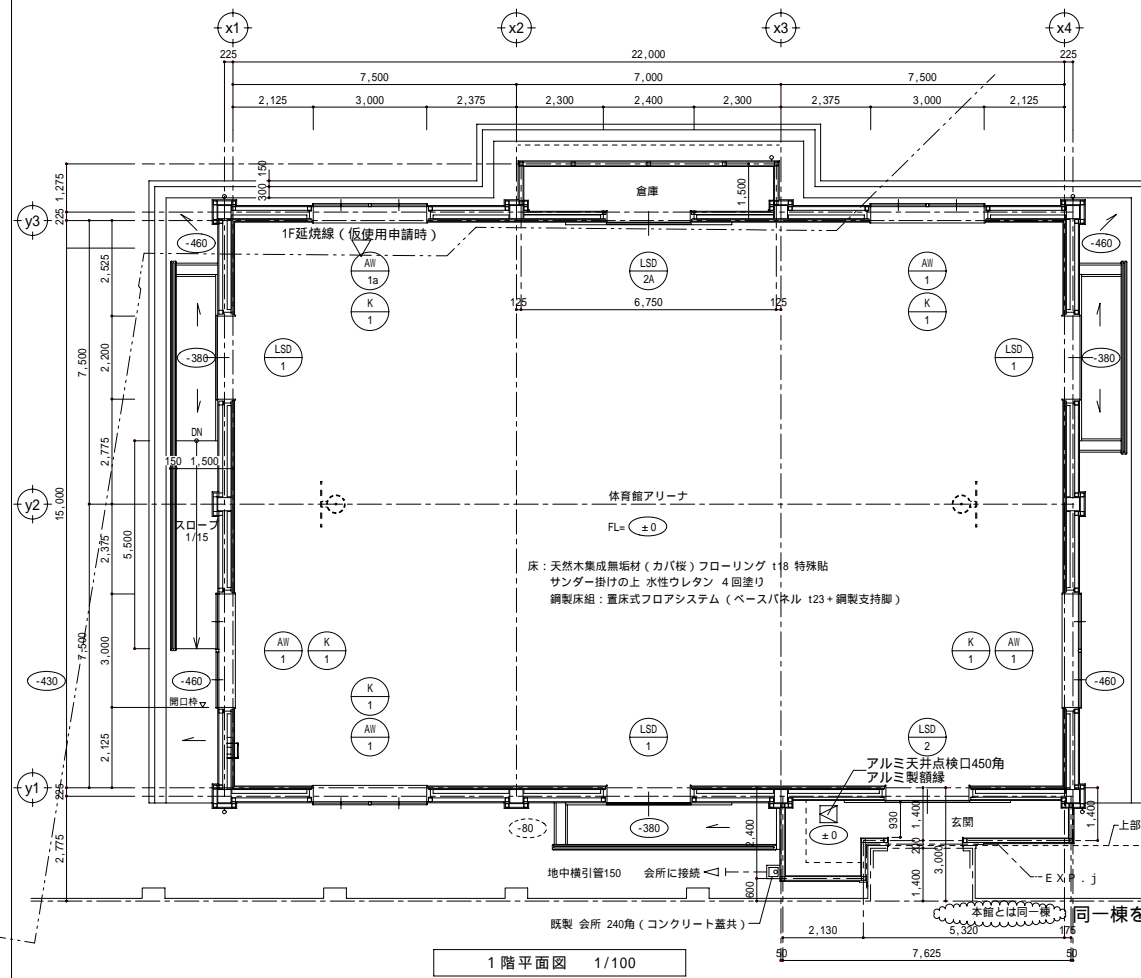 x1
x2
x3
x4
225
22,000
225
7,500
7,000
7,500
2,125
3,000
2,375
2,300
2,400
2,300
2,375
3,000
2,125
1,275
300
150
倉庫
1,500
y3
225
1F延焼線(仮使用申請時)
-460
-460
AW
1a
LSD
2A
AW
1
K
1
K
1
125
6,750
125
2,525
-380
LSD
1
LSD
1
-380
7,500
2,200
DN
2,775
150
1,500
y2
15,000
体育館アリーナ
スロープ
1/15
FL=
±0
2,375
5,500
床:天然木集成無垢材(カバ桜)フローリング t18 特殊貼
サンダー掛けの上 水性ウレタン 4回塗り
鋼製床組:置床式フロアシステム(ベースパネル t23+鋼製支持脚)
7,500
3,000
AW
1
K
1
K
1
AW
1
-430
-460
-460
開口枠
K
1
AW
1
LSD
1
LSD
2
2,125
アルミ天井点検口450角
アルミ製額縁
y1
225
-80
-380
2,400
±0
930
1,400
玄関
1,400
上部
2,775
200
3,000
地中横引管150
会所に接続
600
1,400
EXP.j
既製 会所 240角(コンクリート蓋共)
本館とは同一棟
同一棟を
2,130
5,320
175
50
7,625
50
1階平面図 1/100